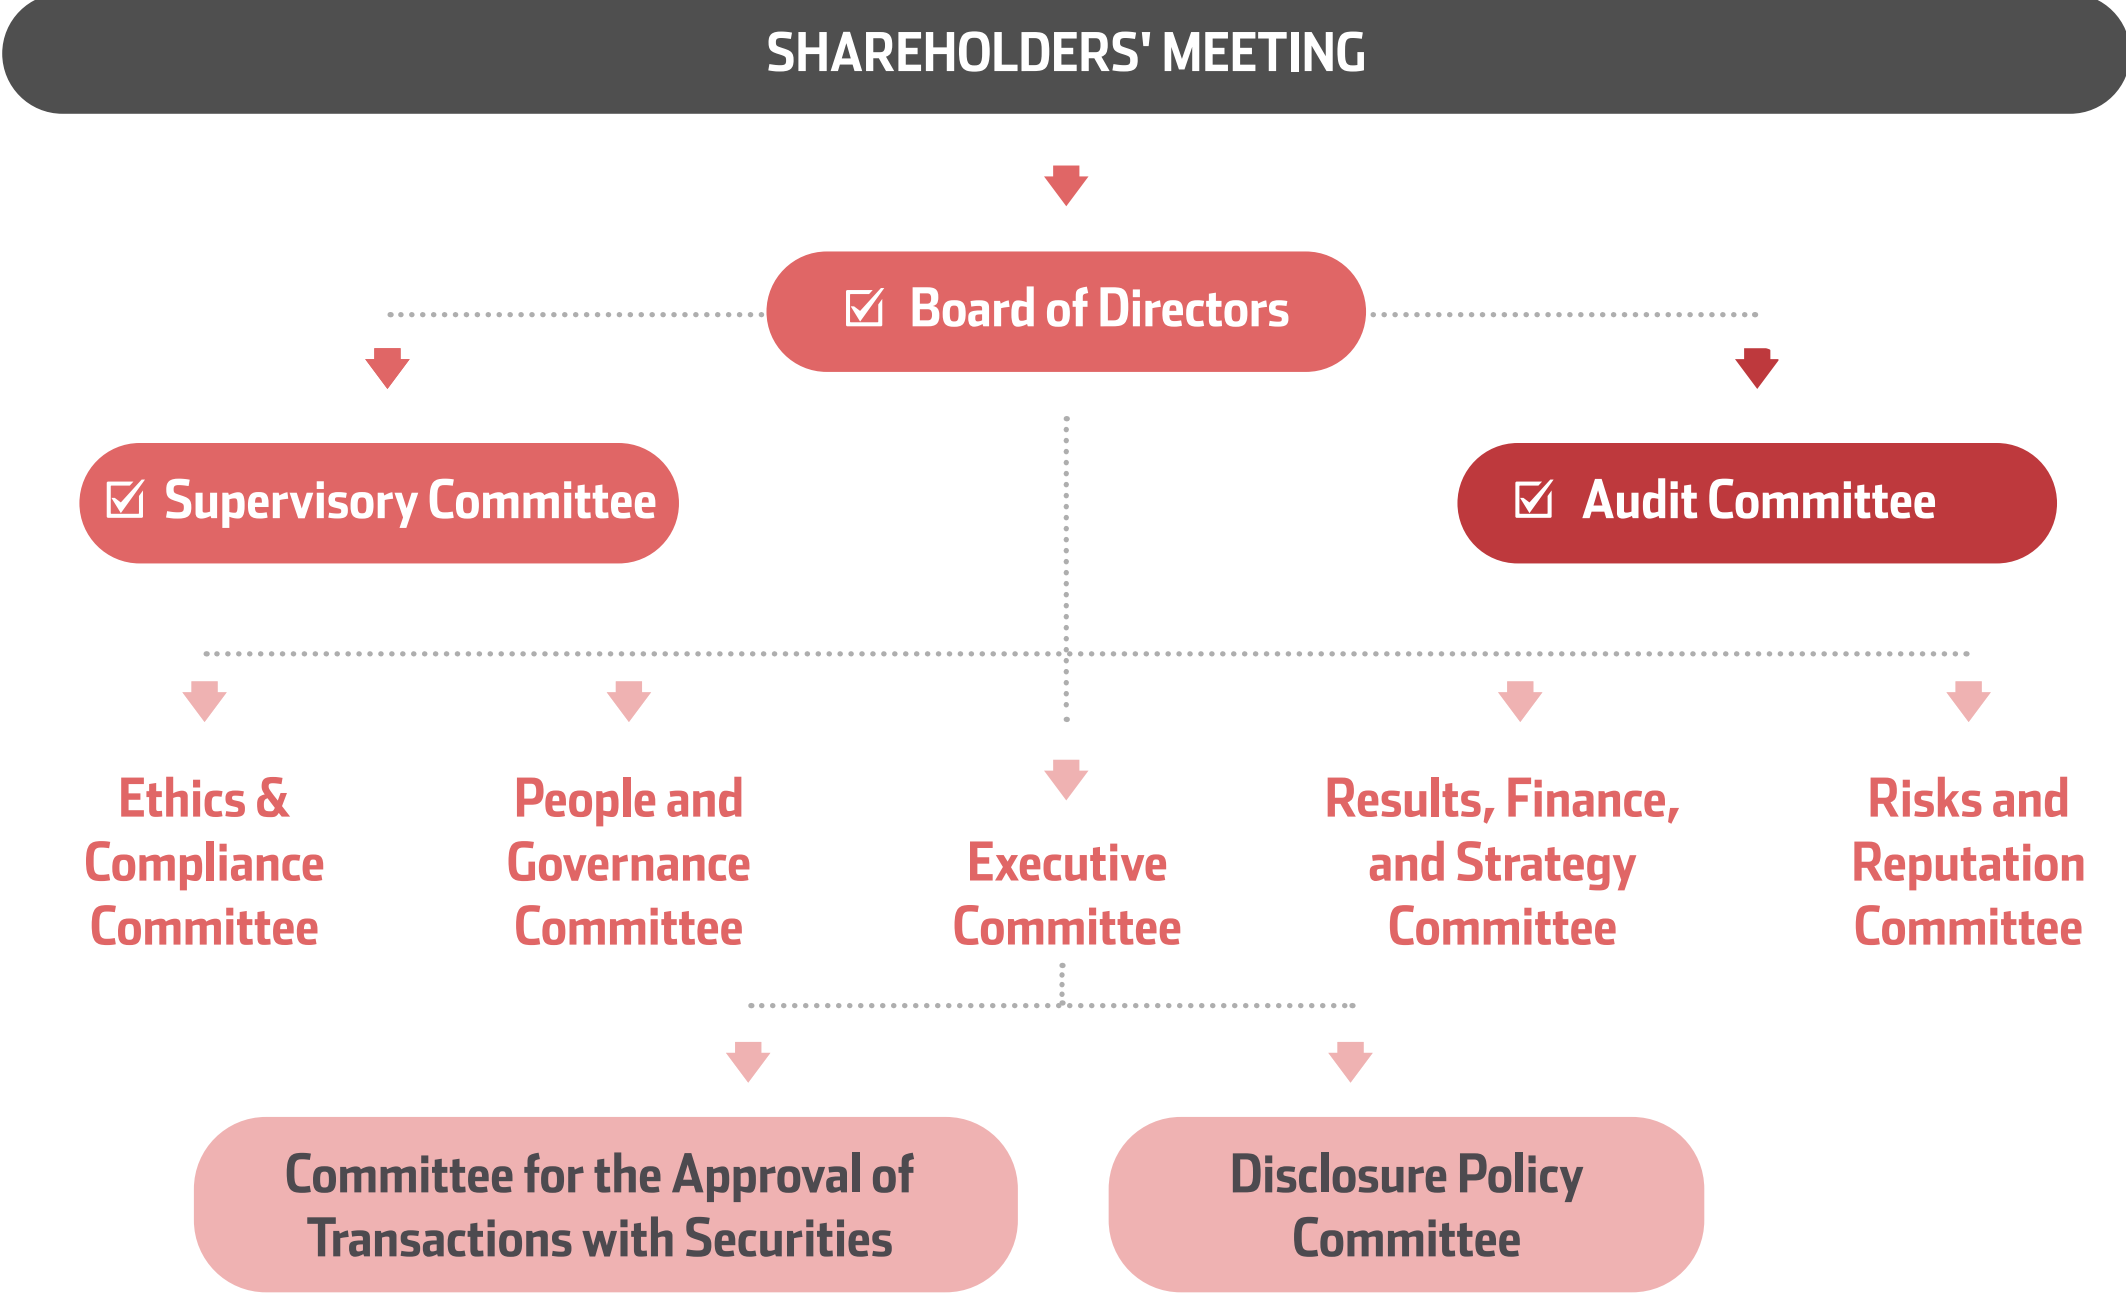 SHAREHOLDERS' MEETING
Board of Directors
Supervisory Committee
Audit Committee
Ethics &
Compliance
Committee
People and
Governance
Committee
Executive
Committee
Results, Finance,
and Strategy
Committee
Risks and
Reputation
Committee
Committee for the Approval of
Transactions with Securities
Disclosure Policy
Committee